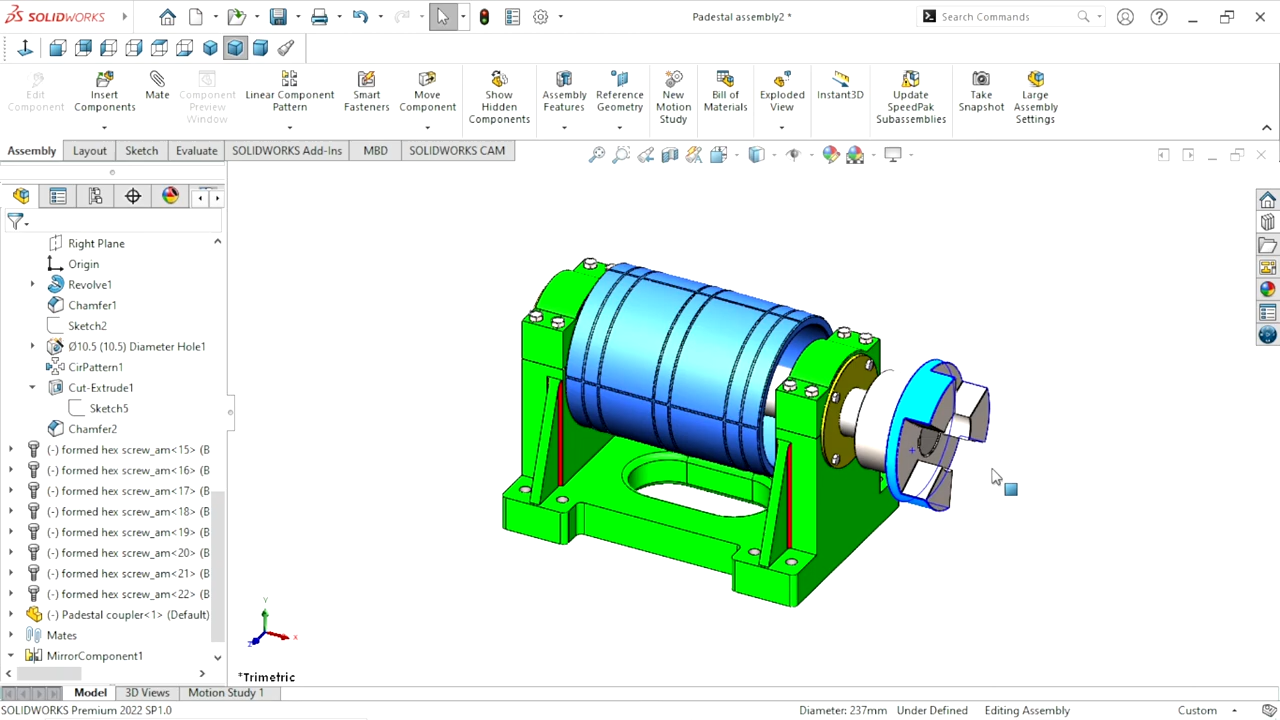 SOLIDWORKS
Padestal assembly2 *
Search Commands
Edit Component
Insert Components
Mate
Component Preview Window
Linear Component Pattern
Smart Fasteners
Move Component
Show Hidden Components
Assembly Features
Reference Geometry
New Motion Study
Bill of Materials
Exploded View
Instant3D
Update SpeedPak Subassemblies
Take Snapshot
Large Assembly Settings
Assembly
Layout
Sketch
Evaluate
SOLIDWORKS Add-Ins
MBD
SOLIDWORKS CAM
Right Plane
Origin
Revolve1
Chamfer1
Sketch2
Ø10.5 (10.5) Diameter Hole1
CirPattern1
Cut-Extrude1
Sketch5
Chamfer2
(-) formed hex screw_am<15> (B
(-) formed hex screw_am<16> (B
(-) formed hex screw_am<17> (B
(-) formed hex screw_am<18> (B
(-) formed hex screw_am<19> (B
(-) formed hex screw_am<20> (B
(-) formed hex screw_am<21> (B
(-) formed hex screw_am<22> (B
(-) Padestal coupler<1> (Default)
Mates
MirrorComponent1
Y
X
Z
*Trimetric
Model
3D Views
Motion Study 1
SOLIDWORKS Premium 2022 SP1.0
Diameter: 237mm
Under Defined
Editing Assembly
Custom